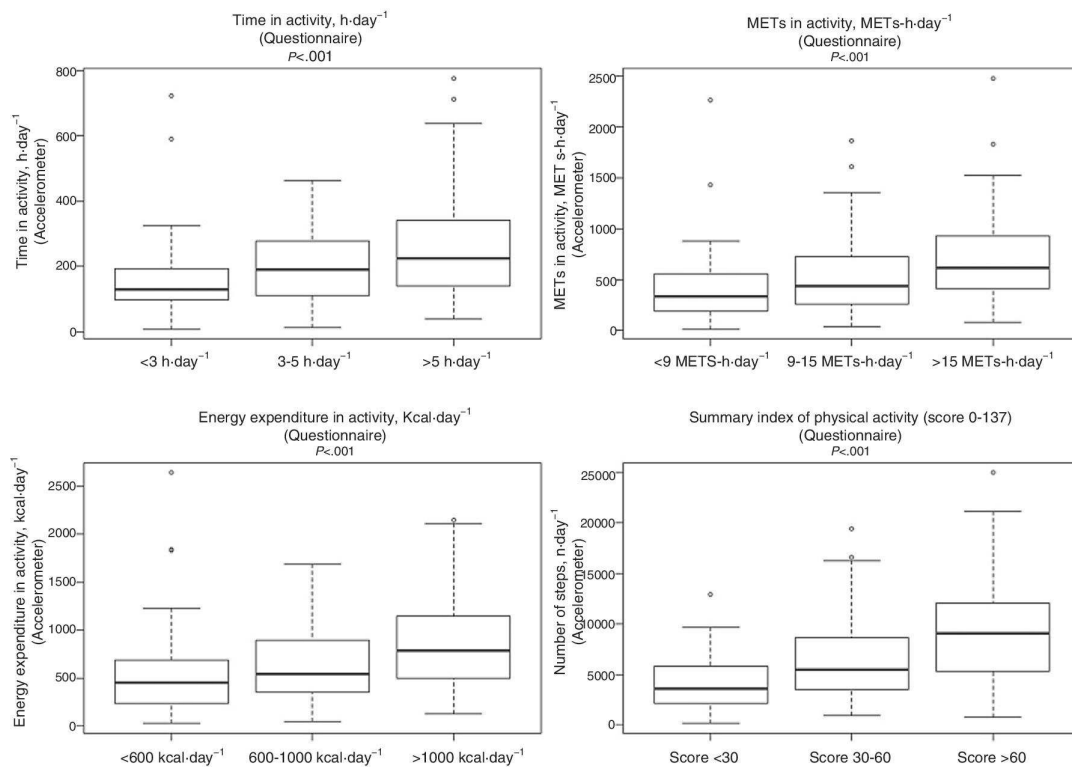 Time in activity, h·day⁻¹
(Questionnaire)
P<.001
Time in activity, h·day⁻¹
(Accelerometer)
800
600
400
200
0
<3 h·day⁻¹
3-5 h·day⁻¹
>5 h·day⁻¹
METs in activity, METs-h·day⁻¹
(Questionnaire)
P<.001
METs in activity, MET s-h·day⁻¹
(Accelerometer)
2500
2000
1500
1000
500
0
<9 METS-h·day⁻¹
9-15 METs-h·day⁻¹
>15 METs-h·day⁻¹
Energy expenditure in activity, Kcal·day⁻¹
(Questionnaire)
P<.001
Energy expenditure in activity, kcal·day⁻¹
(Accelerometer)
2500
2000
1500
1000
500
0
<600 kcal·day⁻¹
600-1000 kcal·day⁻¹
>1000 kcal·day⁻¹
Summary index of physical activity (score 0-137)
(Questionnaire)
P<.001
Number of steps, n·day⁻¹
(Accelerometer)
25000
20000
15000
10000
5000
0
Score <30
Score 30-60
Score >60